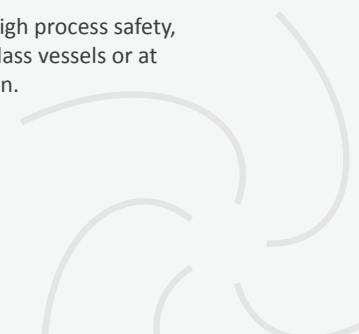 igh process safety,
lass vessels or at
n.